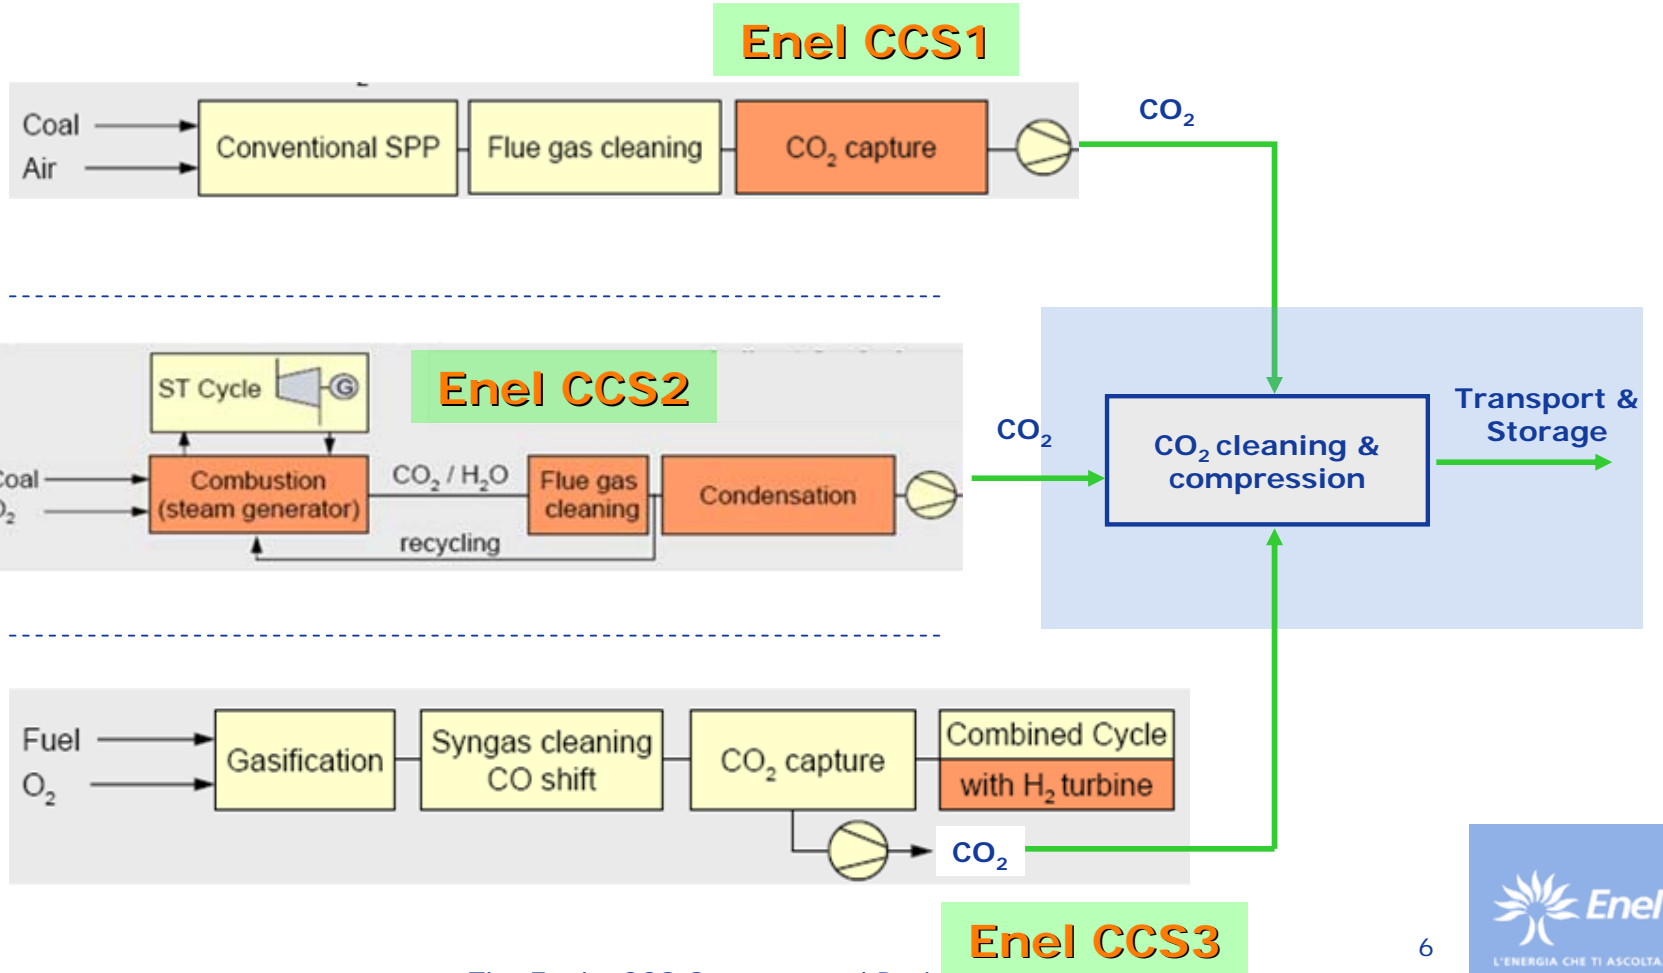 Enel CCS1
Coal
Air
Conventional SPP
Flue gas cleaning
CO₂ capture
CO₂
Enel CCS2
ST Cycle
G
Coal
O₂
Combustion
(steam generator)
CO₂ / H₂O
Flue gas
cleaning
Condensation
recycling
CO₂
CO₂ cleaning &
compression
Transport &
Storage
Fuel
O₂
Gasification
Syngas cleaning
CO shift
CO₂ capture
Combined Cycle
with H₂ turbine
CO₂
Enel CCS3
6
Enel
L'ENERGIA CHE TI ASCOLTA.